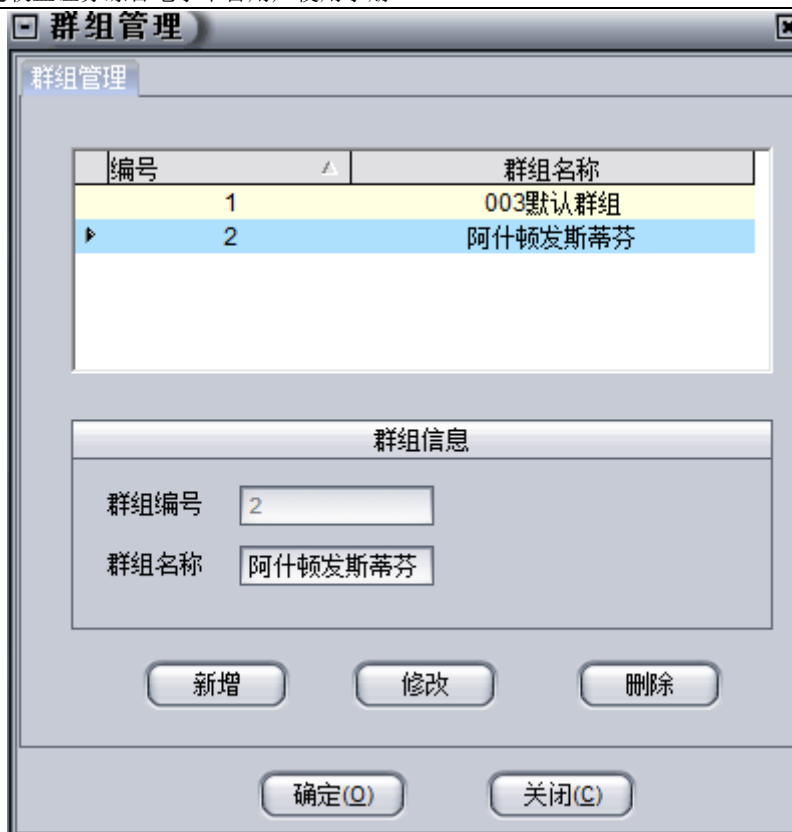 群组管理
群组管理
编号 群组名称
1 003默认群组
2 阿什顿发斯蒂芬
群组信息
群组编号 2
群组名称 阿什顿发斯蒂芬
新增 修改 删除
确定(O) 关闭(C)